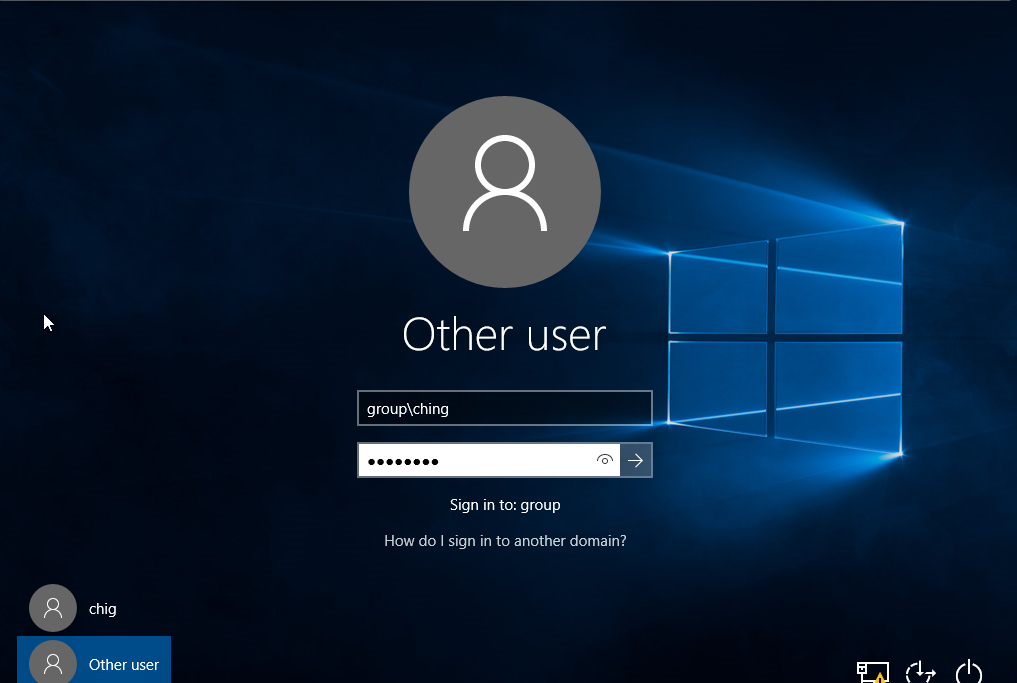 Other user
group\ching
••••••••
Sign in to: group
How do I sign in to another domain?
chig
Other user